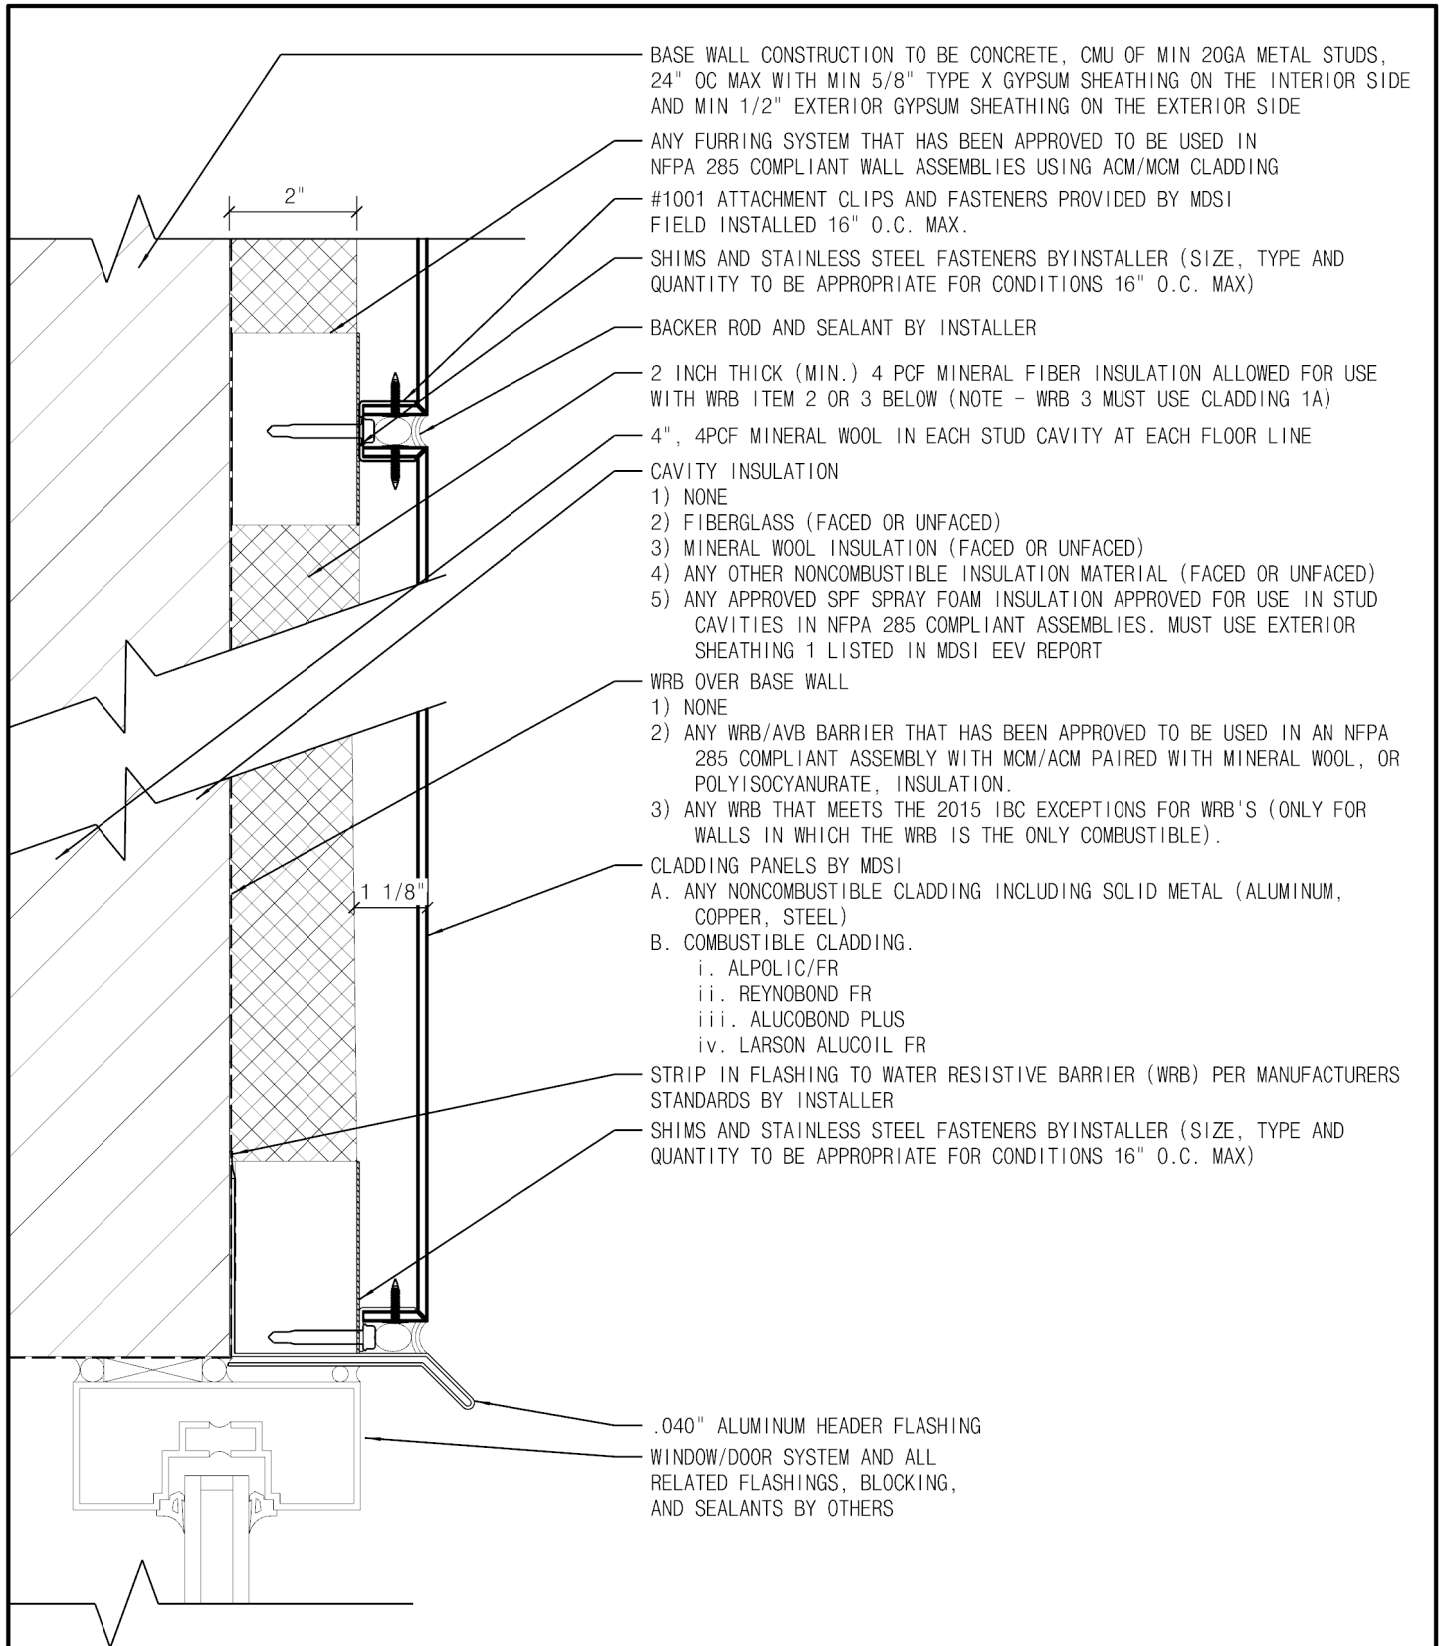 BASE WALL CONSTRUCTION TO BE CONCRETE, CMU OF MIN 20GA METAL STUDS,
24" OC MAX WITH MIN 5/8" TYPE X GYPSUM SHEATHING ON THE INTERIOR SIDE
AND MIN 1/2" EXTERIOR GYPSUM SHEATHING ON THE EXTERIOR SIDE
ANY FURRING SYSTEM THAT HAS BEEN APPROVED TO BE USED IN
NFPA 285 COMPLIANT WALL ASSEMBLIES USING ACM/MCM CLADDING
2"
#1001 ATTACHMENT CLIPS AND FASTENERS PROVIDED BY MDSI
FIELD INSTALLED 16" O.C. MAX.
SHIMS AND STAINLESS STEEL FASTENERS BYINSTALLER (SIZE, TYPE AND
QUANTITY TO BE APPROPRIATE FOR CONDITIONS 16" O.C. MAX)
BACKER ROD AND SEALANT BY INSTALLER
2 INCH THICK (MIN.) 4 PCF MINERAL FIBER INSULATION ALLOWED FOR USE
WITH WRB ITEM 2 OR 3 BELOW (NOTE - WRB 3 MUST USE CLADDING 1A)
4", 4PCF MINERAL WOOL IN EACH STUD CAVITY AT EACH FLOOR LINE
CAVITY INSULATION
1) NONE
2) FIBERGLASS (FACED OR UNFACED)
3) MINERAL WOOL INSULATION (FACED OR UNFACED)
4) ANY OTHER NONCOMBUSTIBLE INSULATION MATERIAL (FACED OR UNFACED)
5) ANY APPROVED SPF SPRAY FOAM INSULATION APPROVED FOR USE IN STUD
CAVITIES IN NFPA 285 COMPLIANT ASSEMBLIES. MUST USE EXTERIOR
SHEATHING 1 LISTED IN MDSI EEV REPORT
WRB OVER BASE WALL
1) NONE
2) ANY WRB/AVB BARRIER THAT HAS BEEN APPROVED TO BE USED IN AN NFPA
285 COMPLIANT ASSEMBLY WITH MCM/ACM PAIRED WITH MINERAL WOOL, OR
POLYISOCYANURATE, INSULATION.
3) ANY WRB THAT MEETS THE 2015 IBC EXCEPTIONS FOR WRB'S (ONLY FOR
WALLS IN WHICH THE WRB IS THE ONLY COMBUSTIBLE).
CLADDING PANELS BY MDSI
1 1/8"
A. ANY NONCOMBUSTIBLE CLADDING INCLUDING SOLID METAL (ALUMINUM,
COPPER, STEEL)
B. COMBUSTIBLE CLADDING.
i. ALPOLIC/FR
ii. REYNOBOND FR
iii. ALUCOBOND PLUS
iv. LARSON ALUCOIL FR
STRIP IN FLASHING TO WATER RESISTIVE BARRIER (WRB) PER MANUFACTURERS
STANDARDS BY INSTALLER
SHIMS AND STAINLESS STEEL FASTENERS BYINSTALLER (SIZE, TYPE AND
QUANTITY TO BE APPROPRIATE FOR CONDITIONS 16" O.C. MAX)
.040" ALUMINUM HEADER FLASHING
WINDOW/DOOR SYSTEM AND ALL
RELATED FLASHINGS, BLOCKING,
AND SEALANTS BY OTHERS